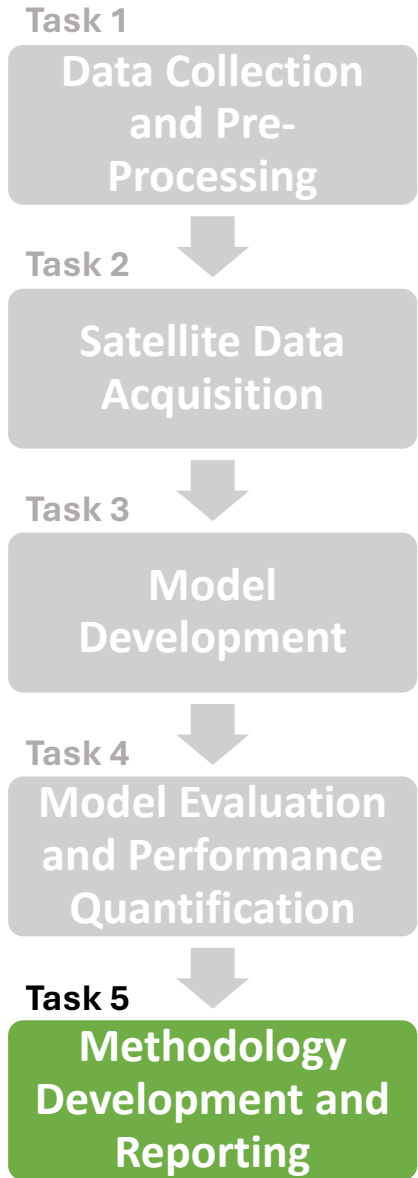 Task 1
Data Collection
and Pre-
Processing
Task 2
Satellite Data
Acquisition
Task 3
Model
Development
Task 4
Model Evaluation
and Performance
Quantification
Task 5
Methodology
Development and
Reporting